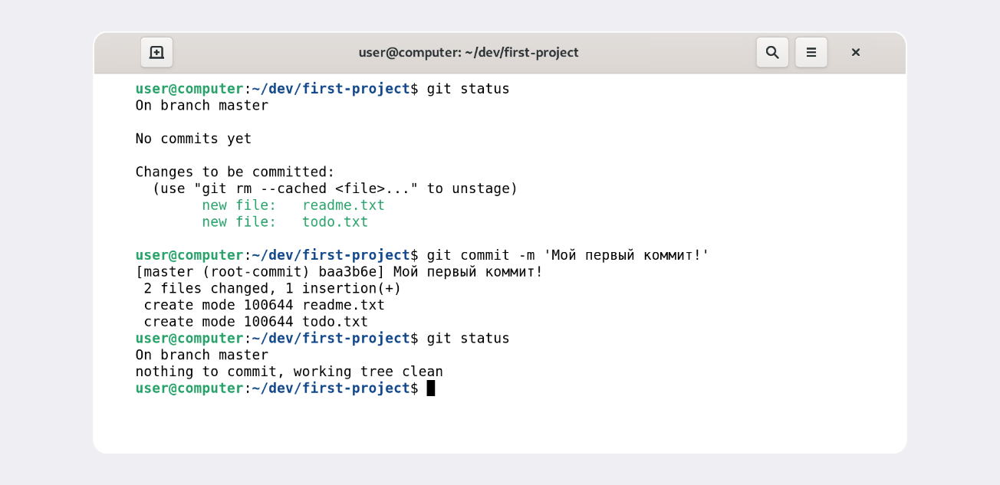 user@computer: ~/dev/first-project
user@computer:~/dev/first-project$ git status
On branch master
No commits yet
Changes to be committed:
  (use "git rm --cached <file>..." to unstage)
        new file:   readme.txt
        new file:   todo.txt
user@computer:~/dev/first-project$ git commit -m 'Мой первый коммит!'
[master (root-commit) baa3b6e] Мой первый коммит!
 2 files changed, 1 insertion(+)
 create mode 100644 readme.txt
 create mode 100644 todo.txt
user@computer:~/dev/first-project$ git status
On branch master
nothing to commit, working tree clean
user@computer:~/dev/first-project$